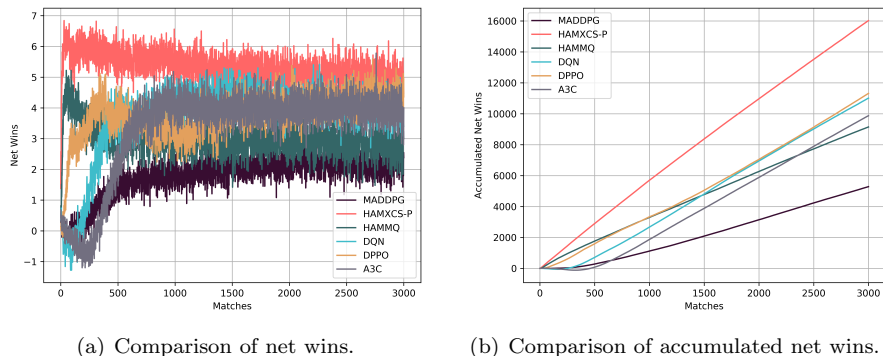 7
6
5
4
3
2
1
0
−1
Net Wins
0 500 1000 1500 2000 2500 3000
Matches
MADDPG
HAMXCS-P
HAMMQ
DQN
DPPO
A3C
(a) Comparison of net wins.
16000
14000
12000
10000
8000
6000
4000
2000
0
Accumulated Net Wins
0 500 1000 1500 2000 2500 3000
Matches
MADDPG
HAMXCS-P
HAMMQ
DQN
DPPO
A3C
(b) Comparison of accumulated net wins.